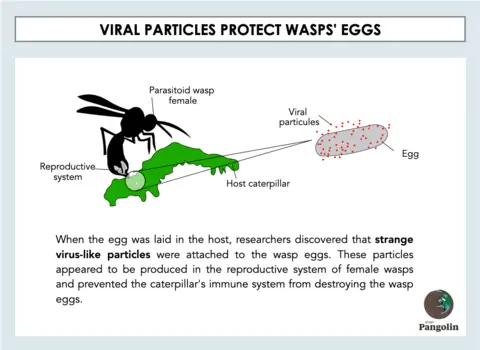 VIRAL PARTICLES PROTECT WASPS' EGGS
Parasitoid wasp
female
Viral
particules
Egg
Reproductive
system
Host caterpillar
When the egg was laid in the host, researchers discovered that strange
virus-like particles were attached to the wasp eggs. These particles
appeared to be produced in the reproductive system of female wasps
and prevented the caterpillar's immune system from destroying the wasp
eggs.
Pangolin